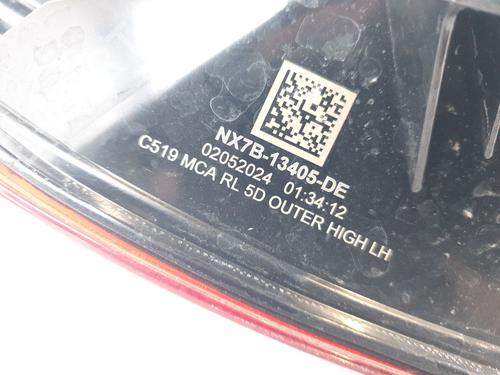 NX7B-13405-DE
02052024 01:34:12
C519 MCA RL 5D OUTER HIGH LH